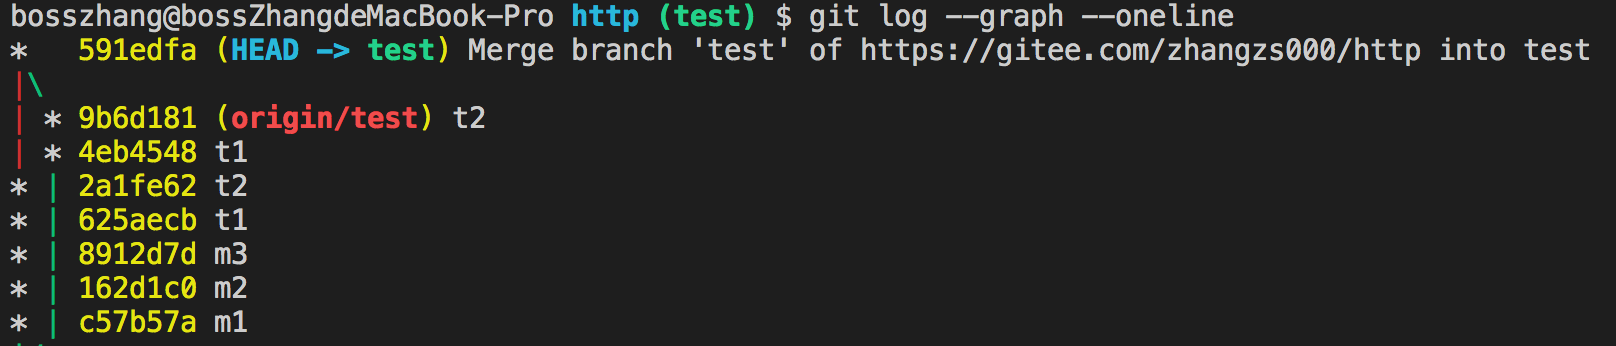 bosszhang@bossZhangdeMacBook-Pro http (test) $ git log --graph --oneline
*   591edfa (HEAD -> test) Merge branch 'test' of https://gitee.com/zhangzs000/http into test
|\
| * 9b6d181 (origin/test) t2
| * 4eb4548 t1
* | 2a1fe62 t2
* | 625aecb t1
* | 8912d7d m3
* | 162d1c0 m2
* | c57b57a m1